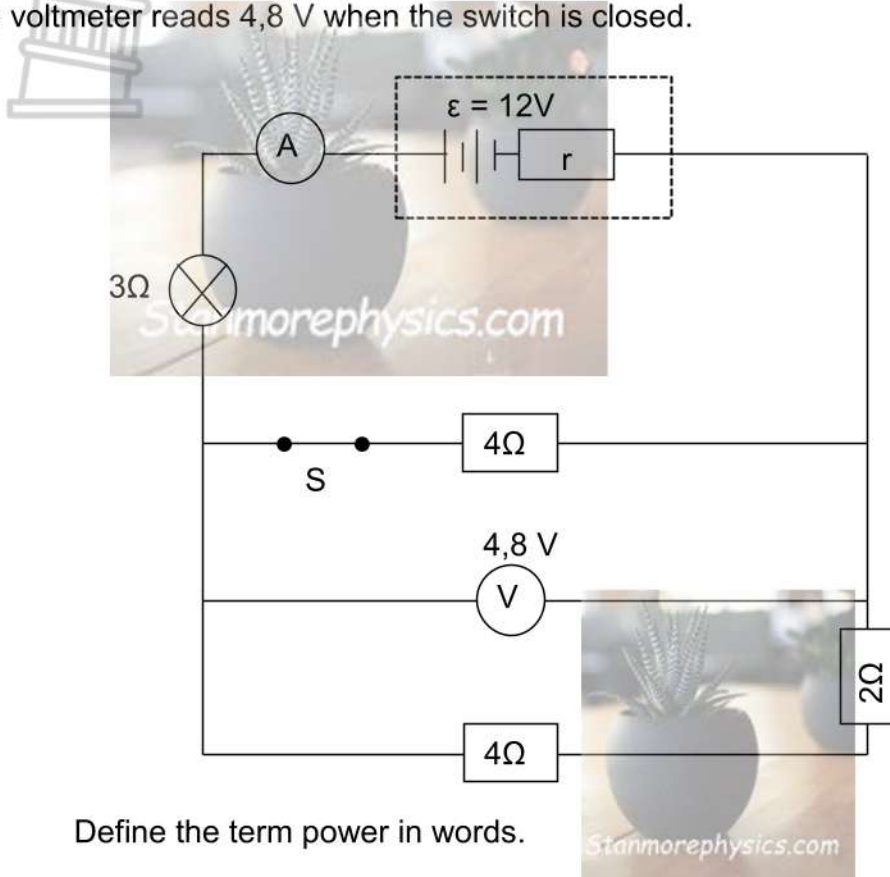 voltmeter reads 4,8 V when the switch is closed.
ε = 12V
A
r
3Ω
Stanmorephysics.com
4Ω
S
4,8 V
V
2Ω
4Ω
Define the term power in words.
Stanmorephysics.com